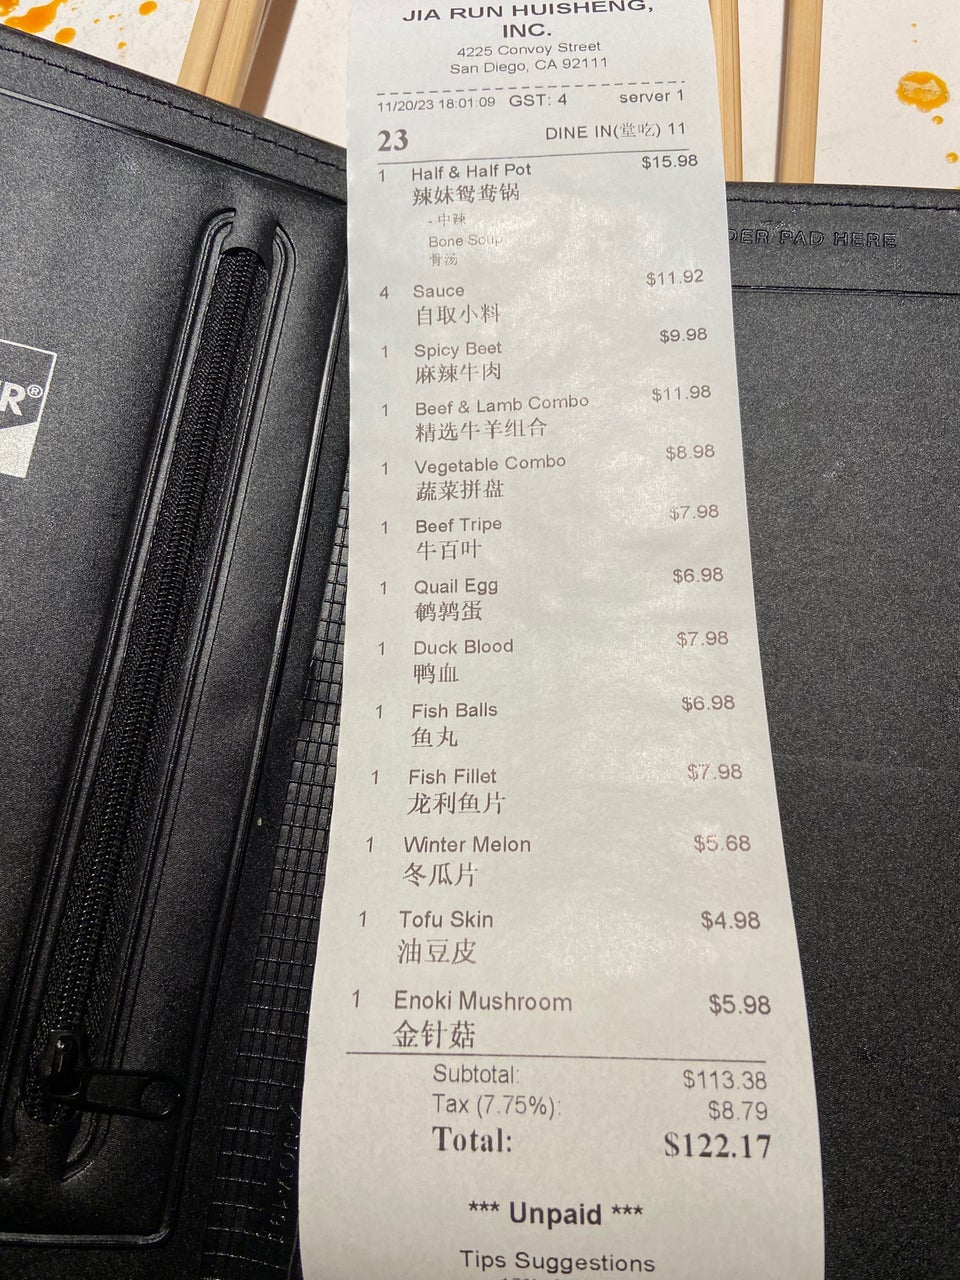 JIA RUN HUISHENG,
INC.
4225 Convoy Street
San Diego, CA 92111
11/20/23 18:01:09 GST: 4 server 1
23 DINE IN(堂吃) 11
1 Half & Half Pot $15.98
辣妹鸳鸯锅
- 中辣
Bone Soup
骨汤
4 Sauce $11.92
自取小料
1 Spicy Beet $9.98
麻辣牛肉
1 Beef & Lamb Combo $11.98
精选牛羊组合
1 Vegetable Combo $8.98
蔬菜拼盘
1 Beef Tripe $7.98
牛百叶
1 Quail Egg $6.98
鹌鹑蛋
1 Duck Blood $7.98
鸭血
1 Fish Balls $6.98
鱼丸
1 Fish Fillet $7.98
龙利鱼片
1 Winter Melon $5.68
冬瓜片
1 Tofu Skin $4.98
油豆皮
1 Enoki Mushroom $5.98
金针菇
Subtotal: $113.38
Tax (7.75%): $8.79
Total: $122.17
*** Unpaid ***
Tips Suggestions
PAD HERE
R®